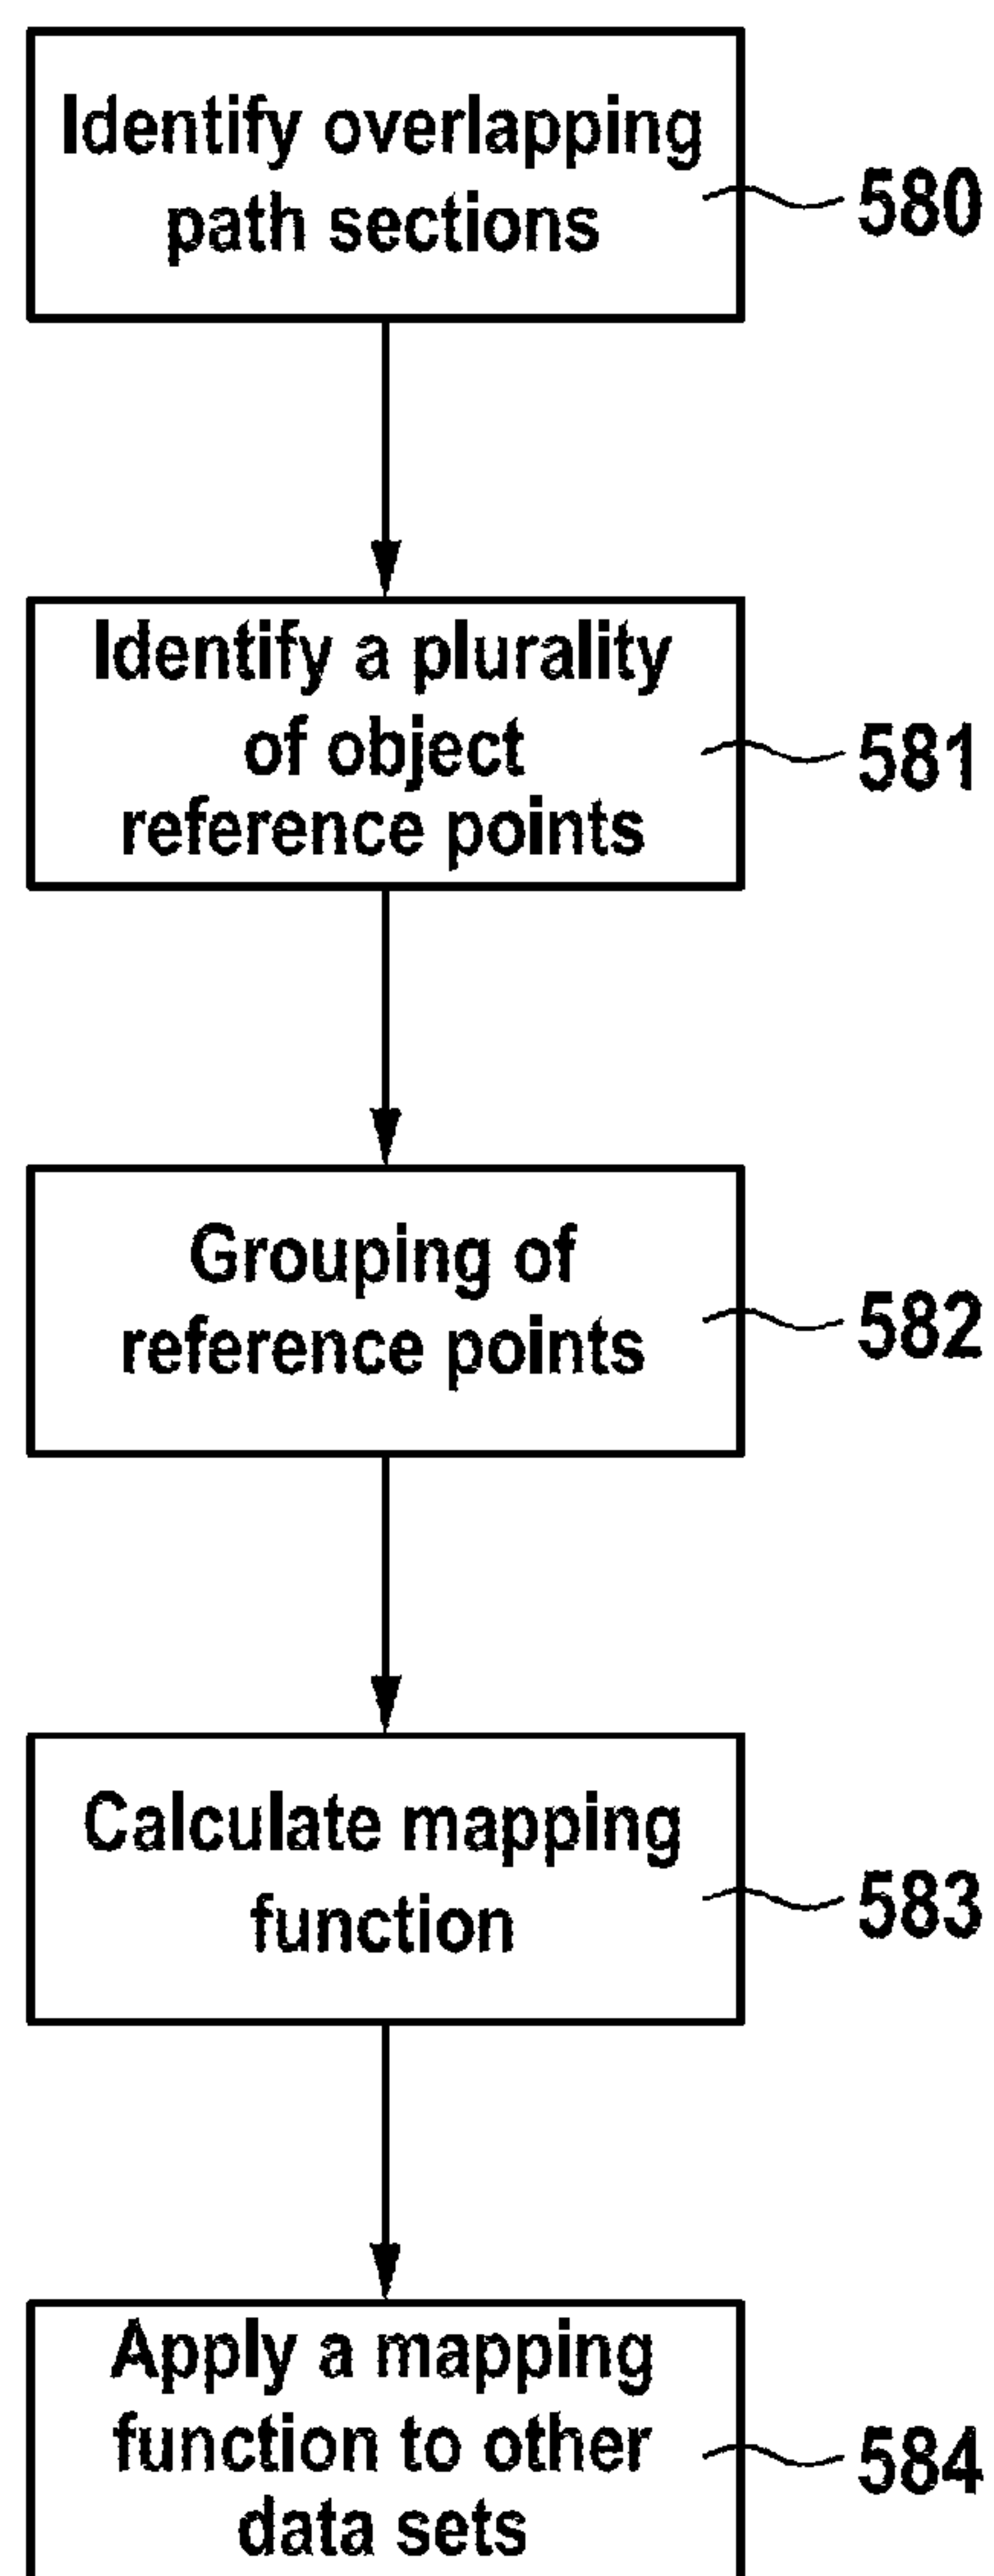 Identify overlapping
path sections
580
Identify a plurality
of object
reference points
581
Grouping of
reference points
582
Calculate mapping
function
583
Apply a mapping
function to other
data sets
584